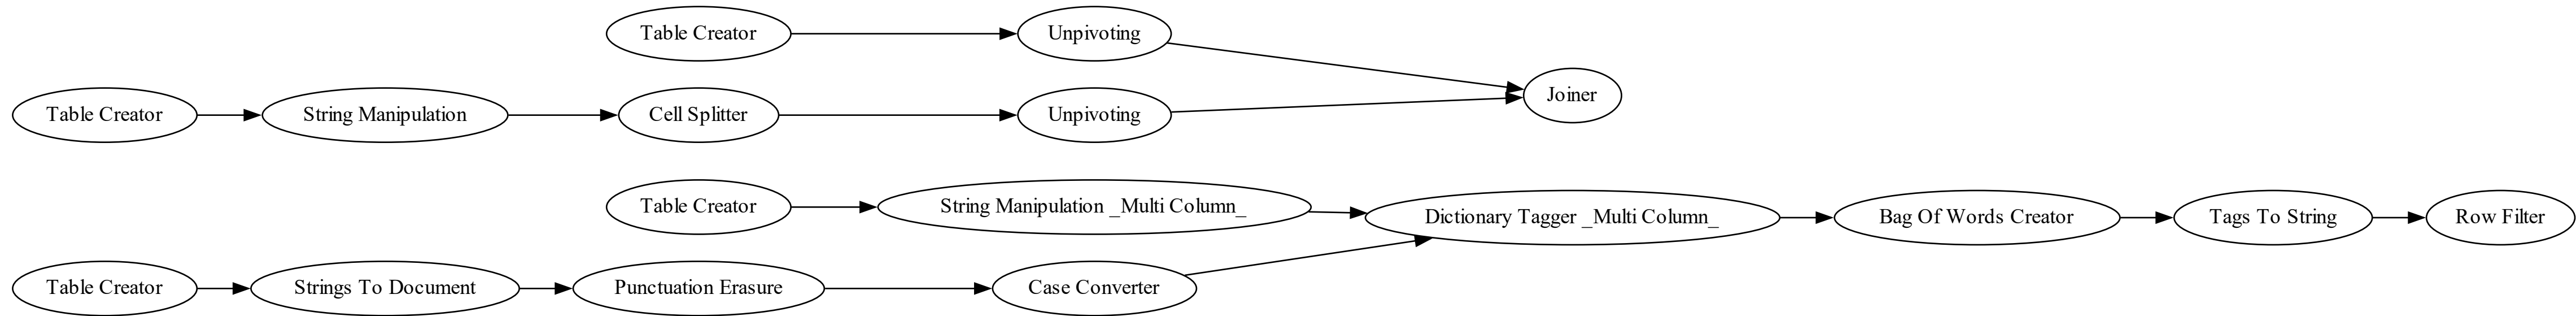 Table Creator
Unpivoting
Joiner
Table Creator
String Manipulation
Cell Splitter
Unpivoting
Table Creator
String Manipulation _Multi Column_
Dictionary Tagger _Multi Column_
Bag Of Words Creator
Tags To String
Row Filter
Table Creator
Strings To Document
Punctuation Erasure
Case Converter